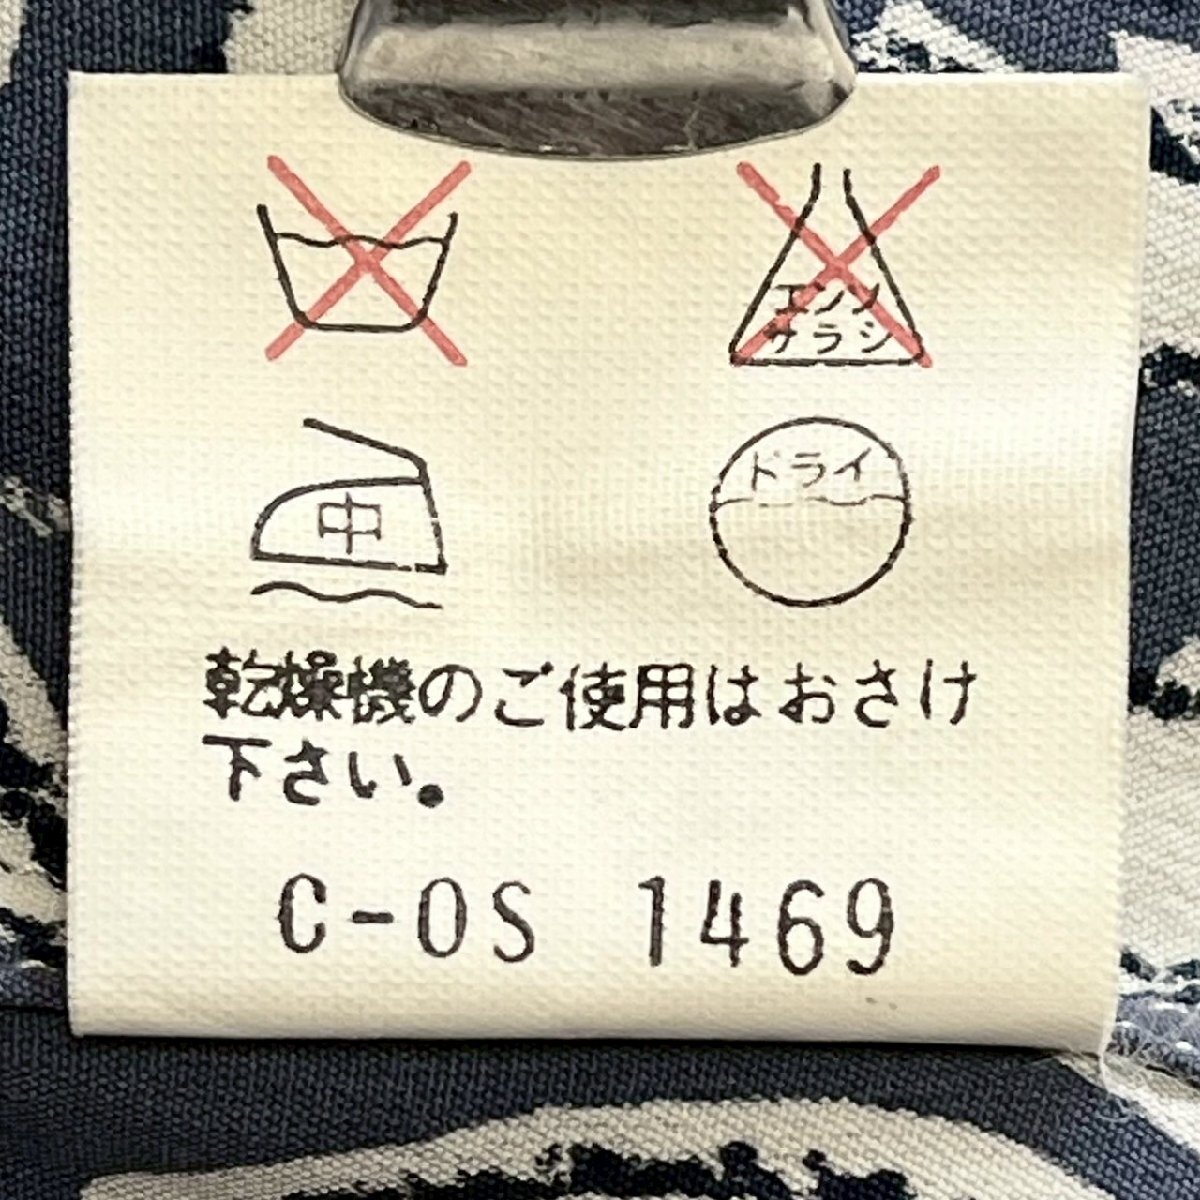 エンソ
サラシ
中
ドライ
乾燥機のご使用はおさけ
下さい。
C-OS 1469